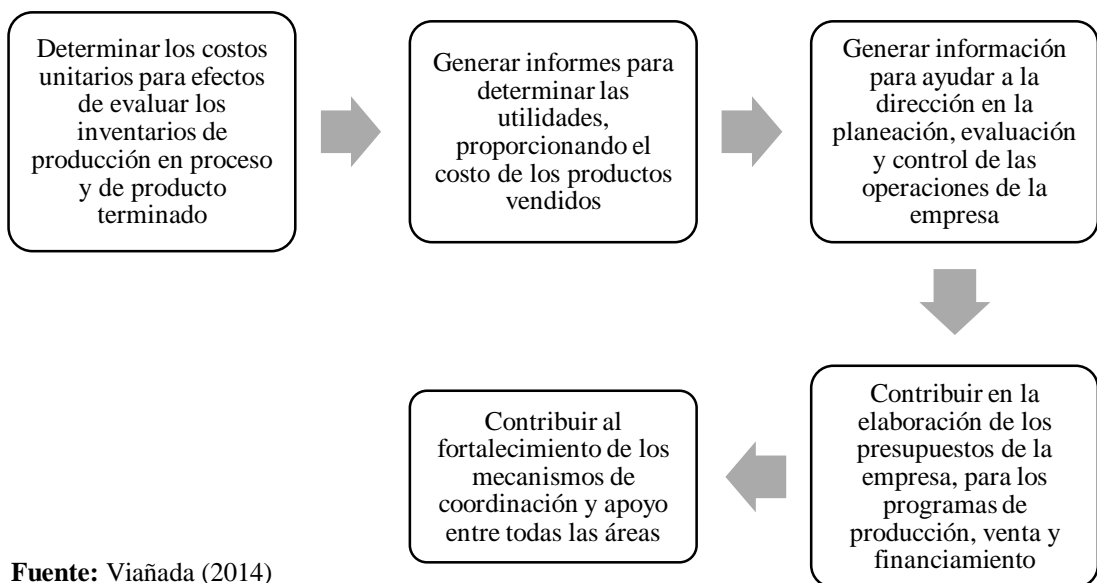 Determinar los costos
unitarios para efectos
de evaluar los
inventarios de
producción en proceso
y de producto
terminado
Generar informes para
determinar las
utilidades,
proporcionando el
costo de los productos
vendidos
Generar información
para ayudar a la
dirección en la
planeación, evaluación
y control de las
operaciones de la
empresa
Contribuir en la
elaboración de los
presupuestos de la
empresa, para los
programas de
producción, venta y
financiamiento
Contribuir al
fortalecimiento de los
mecanismos de
coordinación y apoyo
entre todas las áreas
Fuente: Viañada (2014)